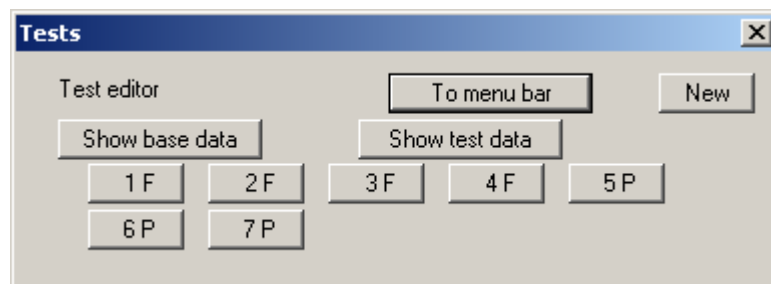 Tests
Test editor To menu bar New
Show base data Show test data
1 F 2 F 3 F 4 F 5 P
6 P 7 P